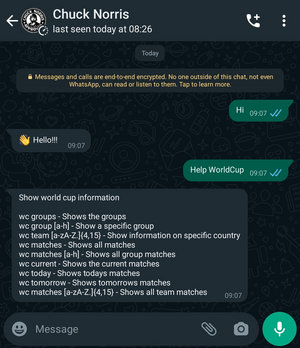 Chuck Norris
last seen today at 08:26
Today
Messages and calls are end-to-end encrypted. No one outside of this chat, not even
WhatsApp, can read or listen to them. Tap to learn more.
Hi
09:07
Hello!!!
09:07
Help WorldCup
09:07
Show world cup information
wc groups - Shows the groups
wc group [a-h] - Show a specific group
wc team [a-zA-Z.]{4,15} - Show information on specific country
wc matches - Shows all matches
wc matches [a-h] - Shows all group matches
wc current - Shows the current matches
wc today - Shows todays matches
wc tomorrow - Shows tomorrows matches
wc matches [a-zA-Z.]{4,15} - Shows all team matches
09:07
Message